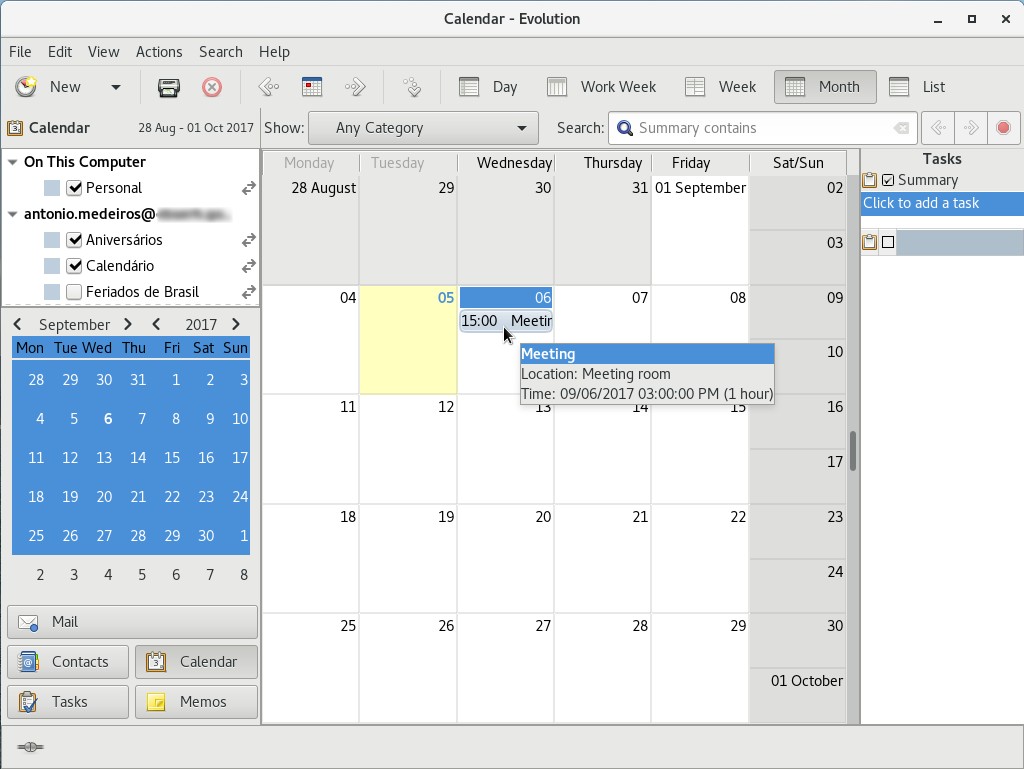 Calendar - Evolution
File Edit View Actions Search Help
New Day Work Week Week Month List
Calendar 28 Aug - 01 Oct 2017 Show: Any Category Search: Summary contains
On This Computer
Personal
antonio.medeiros@
Aniversários
Calendário
Feriados de Brasil
September 2017
Mon Tue Wed Thu Fri Sat Sun
28 29 30 31 1 2 3
4 5 6 7 8 9 10
11 12 13 14 15 16 17
18 19 20 21 22 23 24
25 26 27 28 29 30 1
2 3 4 5 6 7 8
Mail
Contacts Calendar
Tasks Memos
Monday Tuesday Wednesday Thursday Friday Sat/Sun
28 August 29 30 31 01 September 02
03
04 05 06 07 08 09
15:00 Meetin
10
Meeting
Location: Meeting room
Time: 09/06/2017 03:00:00 PM (1 hour)
11 12 13 14 15 16
17
18 19 20 21 22 23
24
25 26 27 28 29 30
01 October
Tasks
Summary
Click to add a task